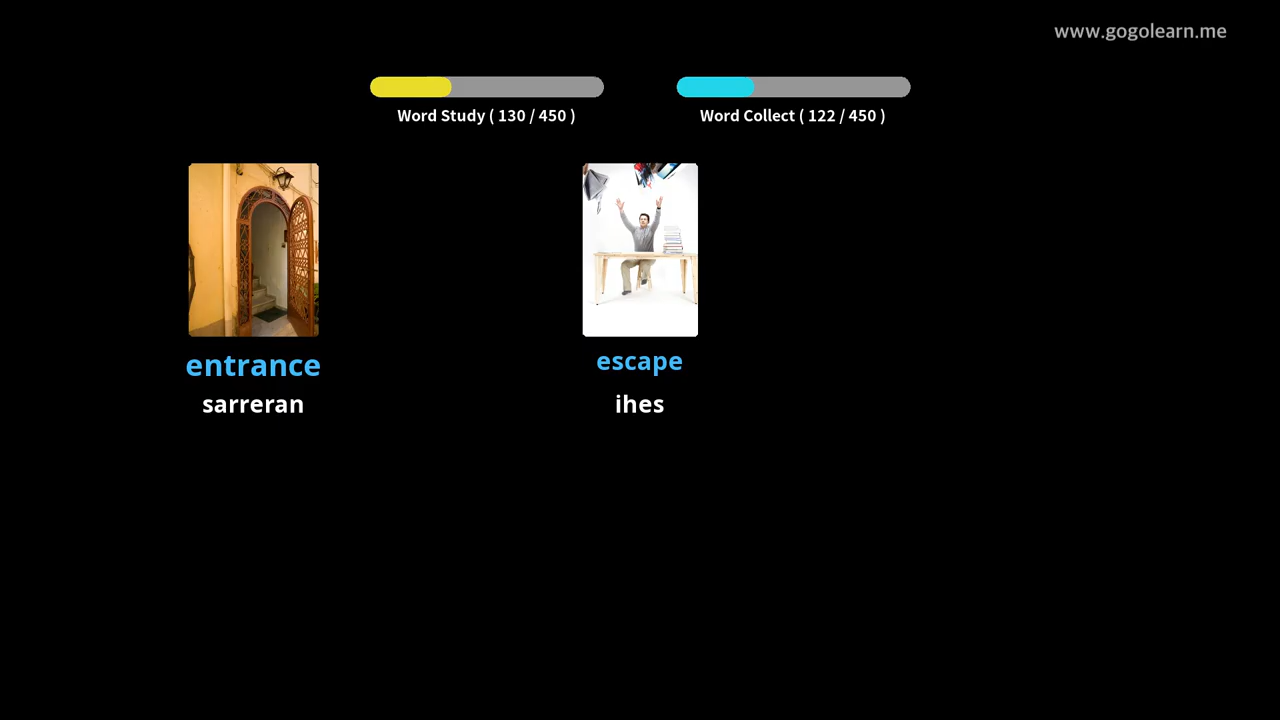 www.gogolearn.me
Word Study ( 130 / 450 )
Word Collect ( 122 / 450 )
entrance
sarreran
escape
ihes